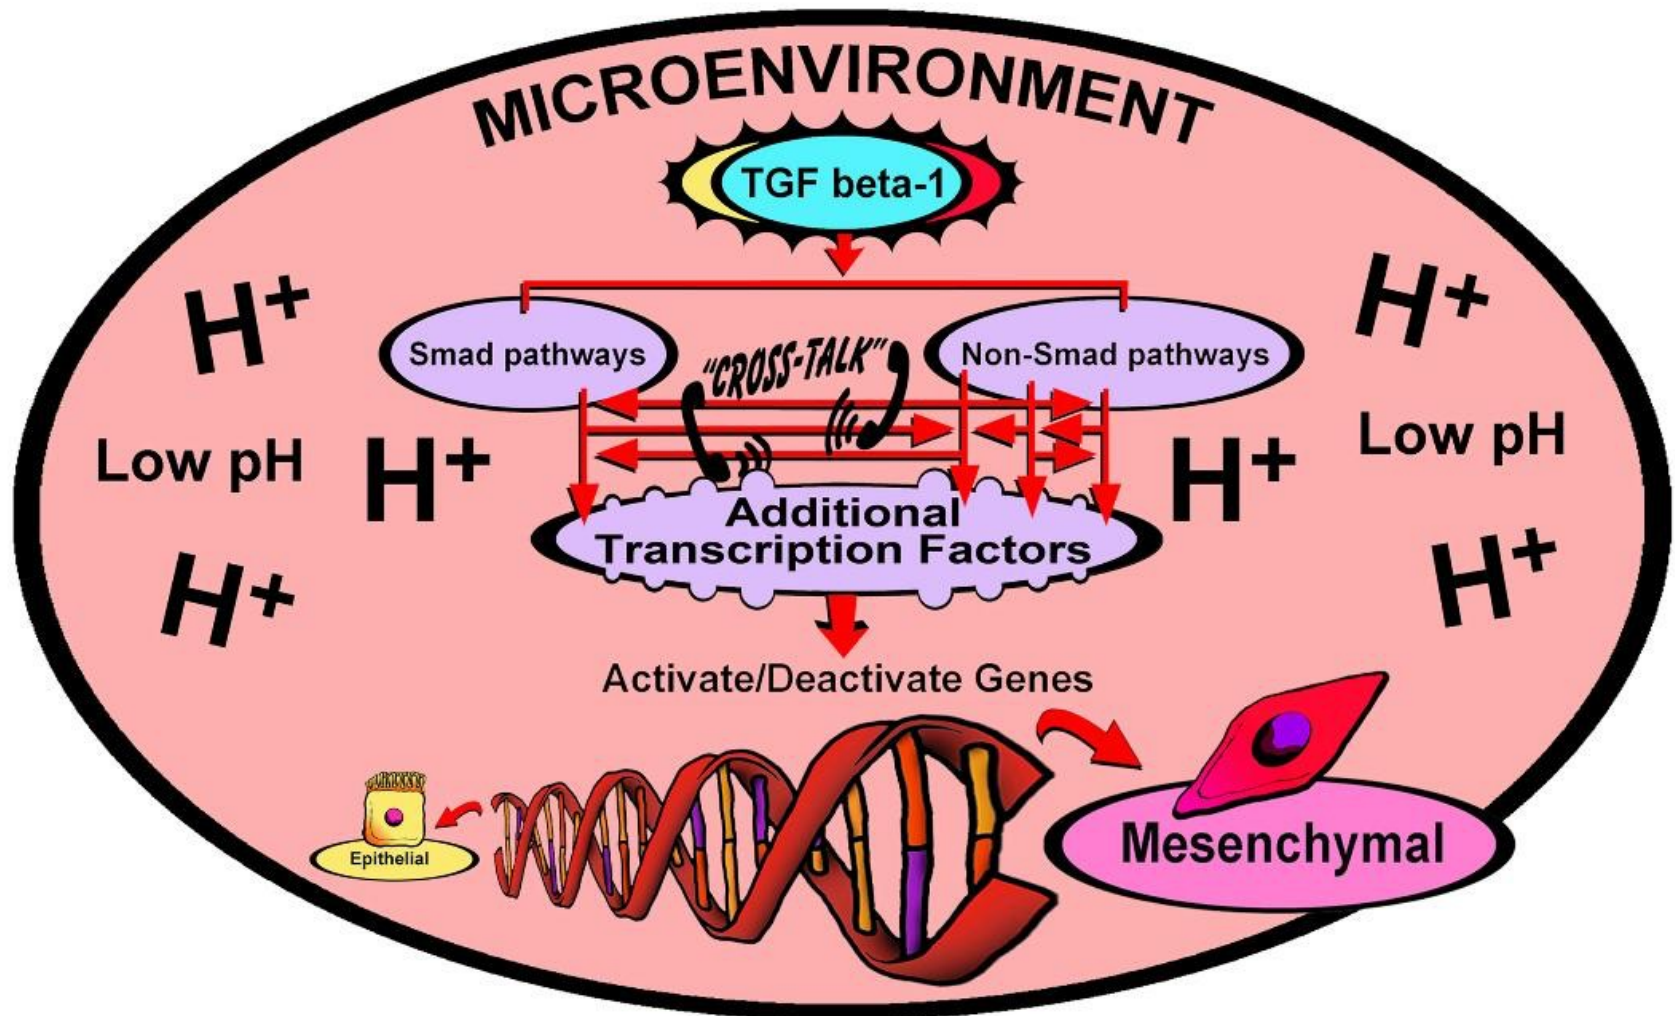 MICROENVIRONMENT
TGF beta-1
H+
H+
Smad pathways
"CROSS-TALK"
Non-Smad pathways
Low pH
H+
H+
Low pH
Additional
Transcription Factors
H+
H+
Activate/Deactivate Genes
Epithelial
Mesenchymal